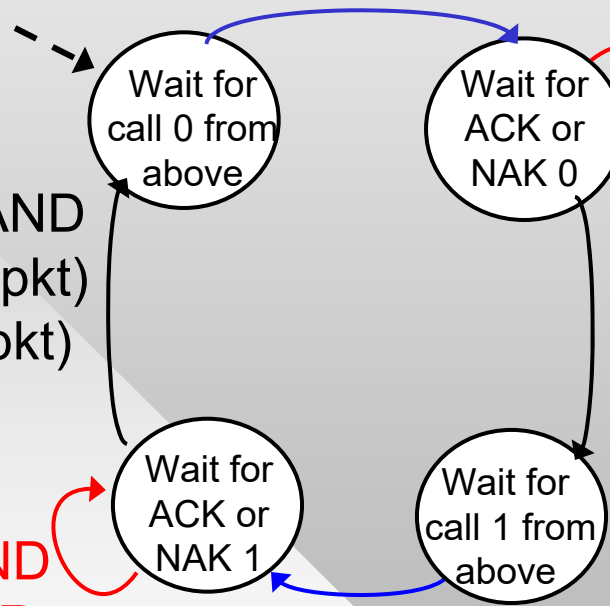 Wait for
call 0 from
above
Wait for
ACK or
NAK 0
AND
pkt)
pkt)
Wait for
ACK or
NAK 1
Wait for
call 1 from
above
ND